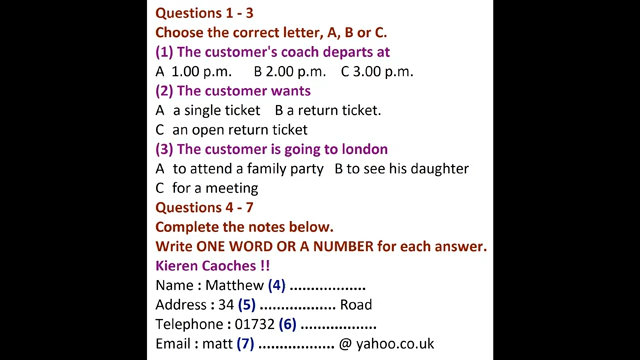 Questions 1 - 3
Choose the correct letter, A, B or C.
(1) The customer's coach departs at
A 1.00 p.m. B 2.00 p.m. C 3.00 p.m.
(2) The customer wants
A a single ticket B a return ticket.
C an open return ticket
(3) The customer is going to london
A to attend a family party B to see his daughter
C for a meeting
Questions 4 - 7
Complete the notes below.
Write ONE WORD OR A NUMBER for each answer.
Kieren Caoches !!
Name : Matthew (4) ..................
Address : 34 (5) .................. Road
Telephone : 01732 (6) ..................
Email : matt (7) .................. @ yahoo.co.uk